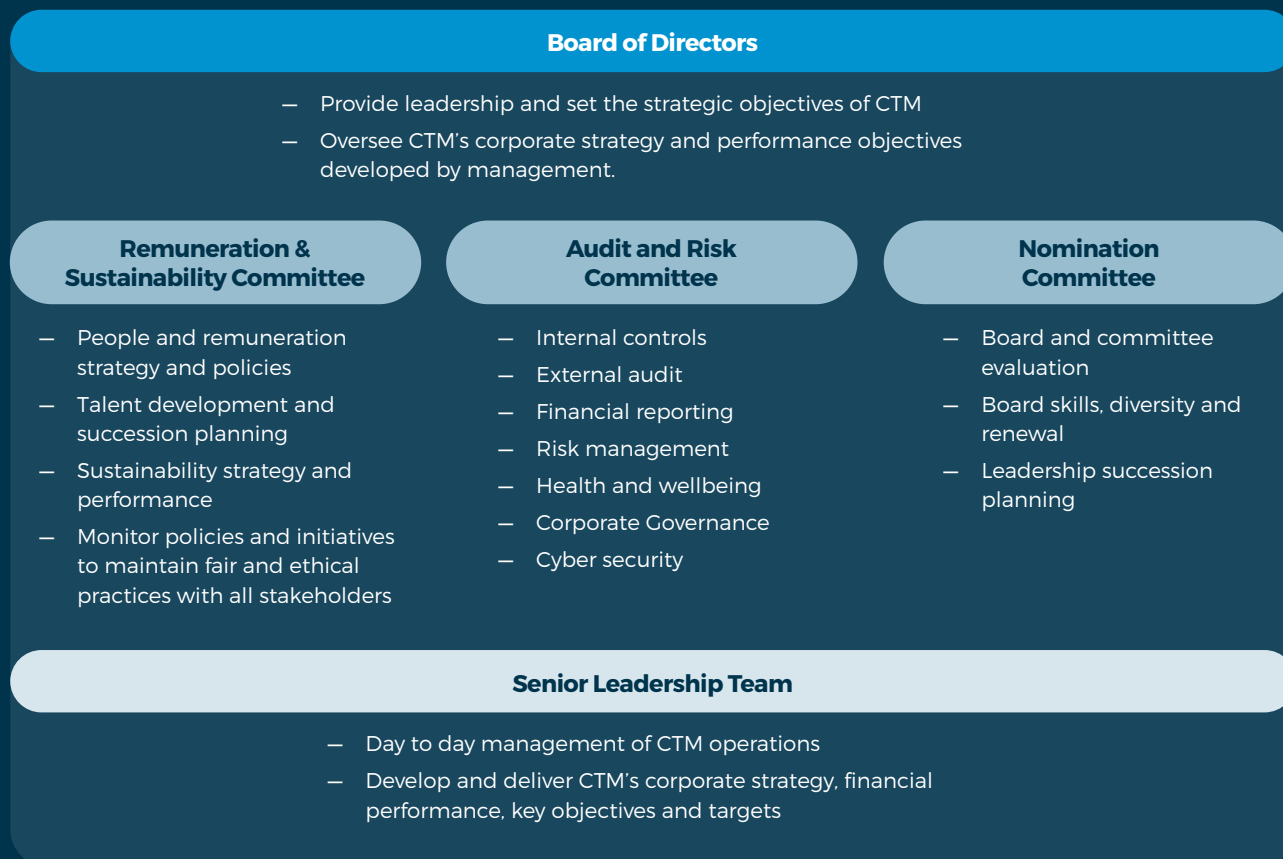 Board of Directors
— Provide leadership and set the strategic objectives of CTM
— Oversee CTM’s corporate strategy and performance objectives
developed by management.
Remuneration &
Sustainability Committee
— People and remuneration
strategy and policies
— Talent development and
succession planning
— Sustainability strategy and
performance
— Monitor policies and initiatives
to maintain fair and ethical
practices with all stakeholders
Audit and Risk
Committee
— Internal controls
— External audit
— Financial reporting
— Risk management
— Health and wellbeing
— Corporate Governance
— Cyber security
Nomination
Committee
— Board and committee
evaluation
— Board skills, diversity and
renewal
— Leadership succession
planning
Senior Leadership Team
— Day to day management of CTM operations
— Develop and deliver CTM’s corporate strategy, financial
performance, key objectives and targets